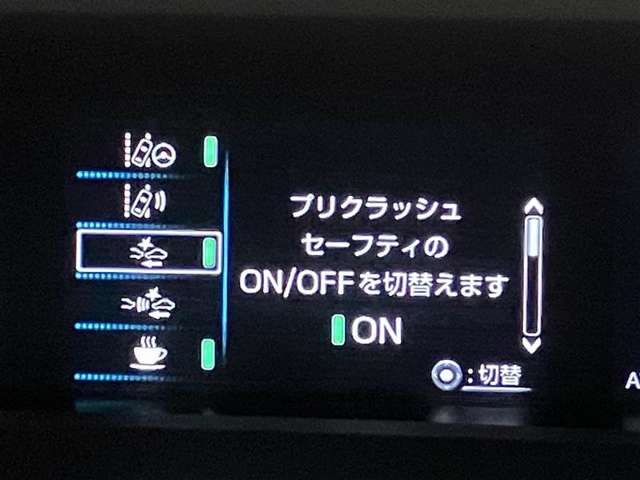 プリクラッシュ
セーフティの
ON/OFFを切替えます
ON
:切替
A